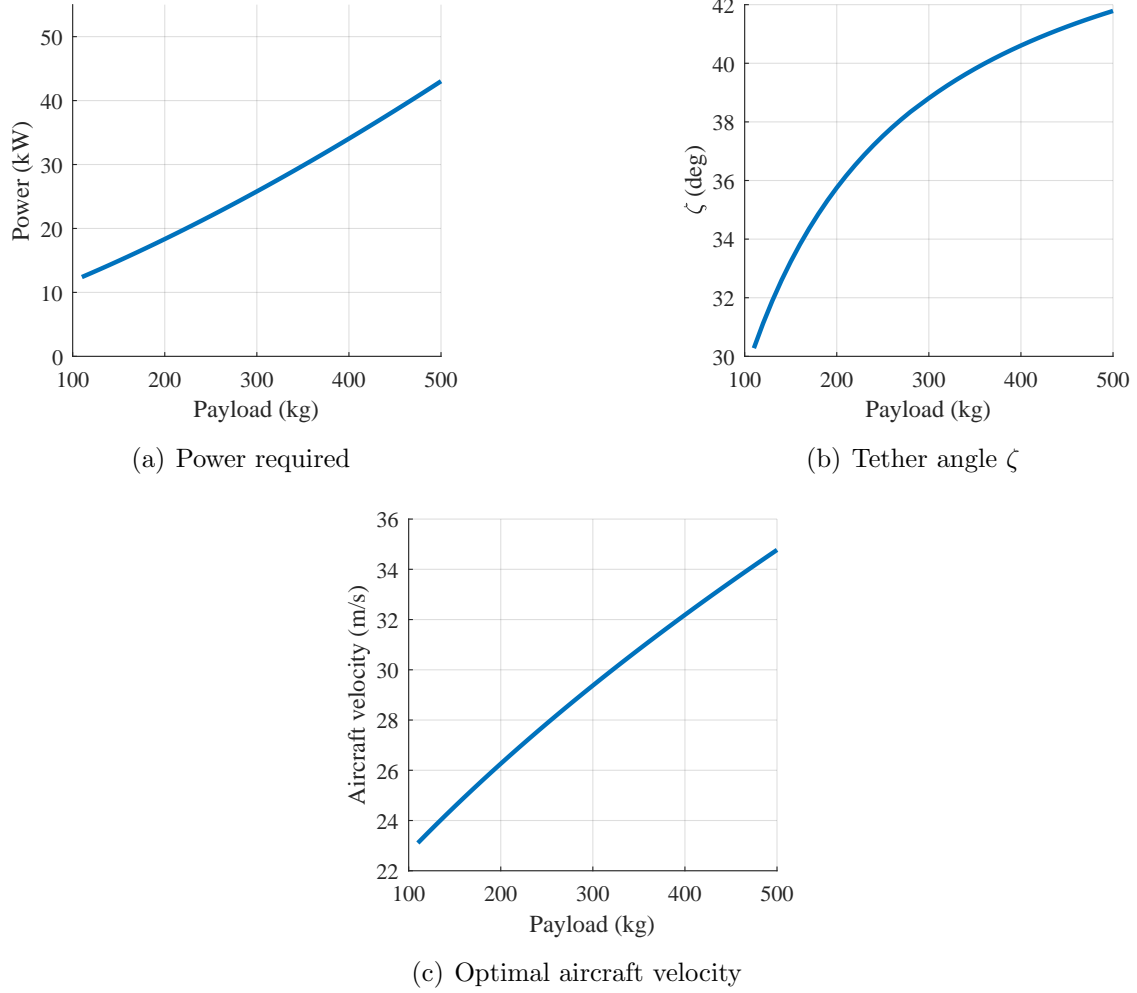 50
40
30
20
10
0
100 200 300 400 500
Power (kW)
Payload (kg)
(a) Power required
42
40
38
36
34
32
30
100 200 300 400 500
ζ (deg)
Payload (kg)
(b) Tether angle ζ
36
34
32
30
28
26
24
22
100 200 300 400 500
Aircraft velocity (m/s)
Payload (kg)
(c) Optimal aircraft velocity